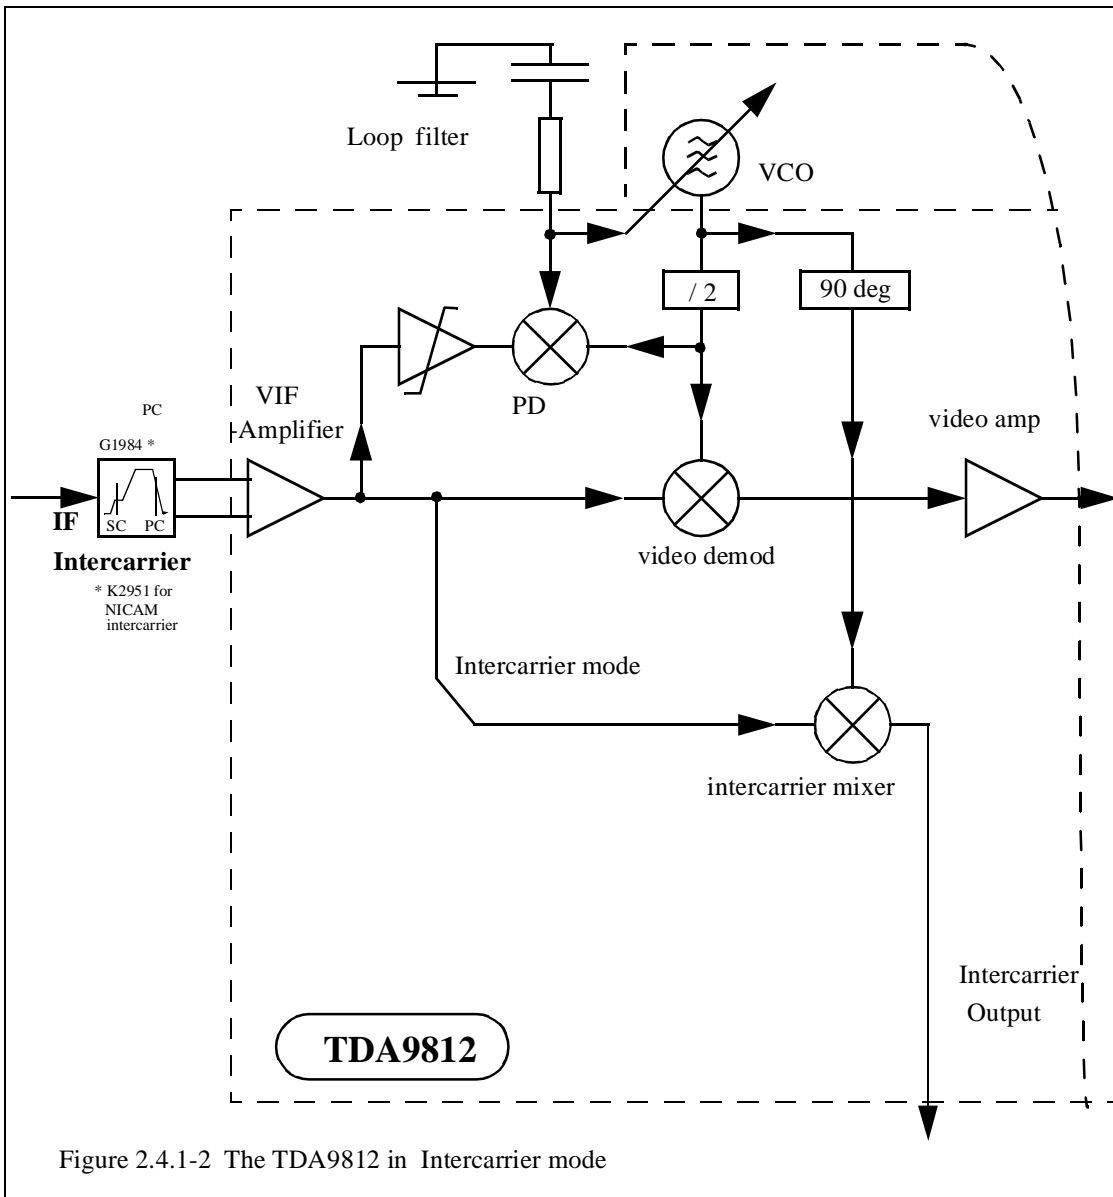 Loop filter
VCO
/ 2
90 deg
PD
VIF
-Amplifier
video amp
PC
G1984 *
SC PC
IF
Intercarrier
* K2951 for
NICAM
intercarrier
video demod
Intercarrier mode
intercarrier mixer
Intercarrier
Output
TDA9812
Figure 2.4.1-2 The TDA9812 in Intercarrier mode